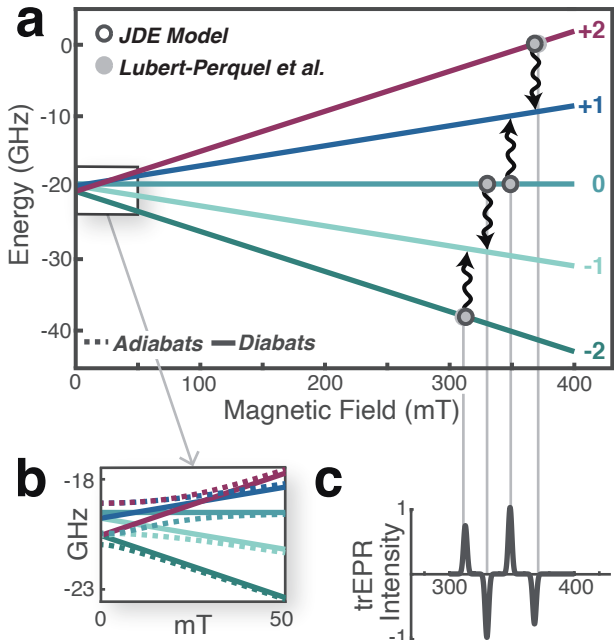 a
JDE Model
Lubert-Perquel et al.
+2
+1
0
-1
-2
Energy (GHz)
0
-10
-20
-30
-40
Adiabats
Diabats
0
100
200
300
400
Magnetic Field (mT)
b
-18
GHz
-23
0
mT
50
c
trEPR
Intensity
1
-1
300
400